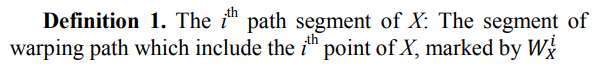 Definition 1. The iᵗʰ path segment of X: The segment of
warping path which include the iᵗʰ point of X, marked by Wₓⁱ